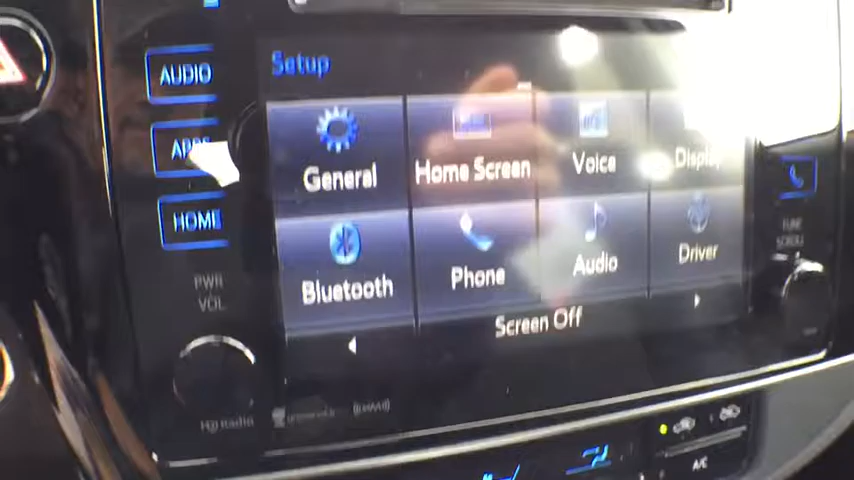 Setup
AUDIO
APPS
HOME
General
Home Screen
Voice
Display
Bluetooth
Phone
Audio
Driver
Screen Off
PWR
VOL
TUNE
SCROLL
HD Radio
A/C